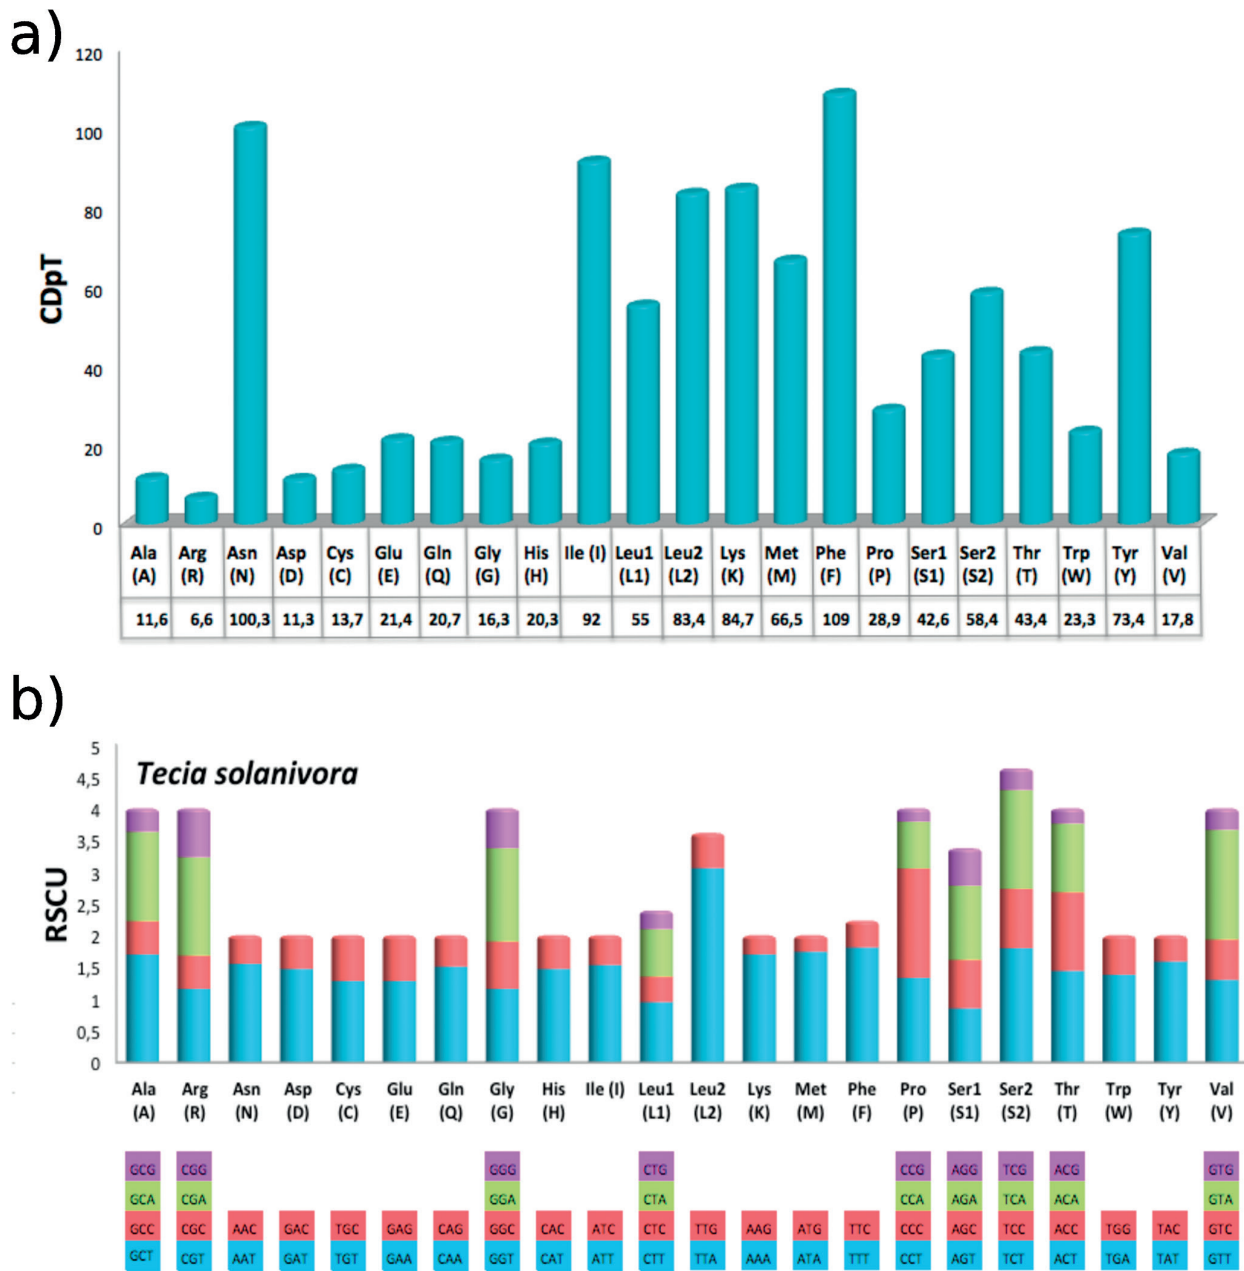 a)
120
100
80
60
40
20
0
CDpT
Ala (A) Arg (R) Asn (N) Asp (D) Cys (C) Glu (E) Gln (Q) Gly (G) His (H) Ile (I) Leu1 (L1) Leu2 (L2) Lys (K) Met (M) Phe (F) Pro (P) Ser1 (S1) Ser2 (S2) Thr (T) Trp (W) Tyr (Y) Val (V)
11,6 6,6 100,3 11,3 13,7 21,4 20,7 16,3 20,3 92 55 83,4 84,7 66,5 109 28,9 42,6 58,4 43,4 23,3 73,4 17,8
b)
Tecia solanivora
5
4,5
4
3,5
3
2,5
2
1,5
1
0,5
0
RSCU
Ala (A) Arg (R) Asn (N) Asp (D) Cys (C) Glu (E) Gln (Q) Gly (G) His (H) Ile (I) Leu1 (L1) Leu2 (L2) Lys (K) Met (M) Phe (F) Pro (P) Ser1 (S1) Ser2 (S2) Thr (T) Trp (W) Tyr (Y) Val (V)
GCG CGG GGG CTG CCG AGG TCG ACG GTG
GCA CGA GGA CTA CCA AGA TCA ACA GTA
GCC CGC AAC GAC TGC GAG CAG GGC CAC ATC CTC TTG AAG ATG TTC CCC AGC TCC ACC TGG TAC GTC
GCT CGT AAT GAT TGT GAA CAA GGT CAT ATT CTT TTA AAA ATA TTT CCT AGT TCT ACT TGA TAT GTT